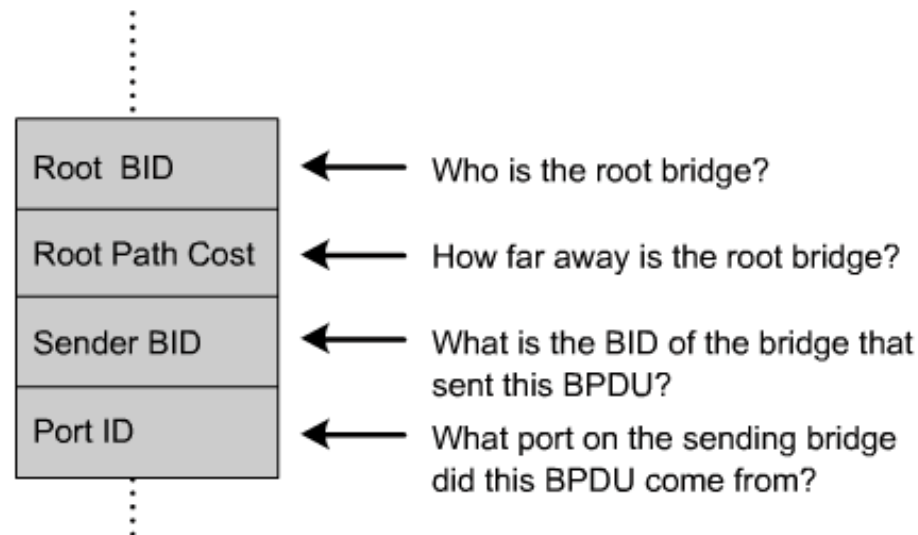 Root BID
Who is the root bridge?
Root Path Cost
How far away is the root bridge?
Sender BID
What is the BID of the bridge that
sent this BPDU?
Port ID
What port on the sending bridge
did this BPDU come from?